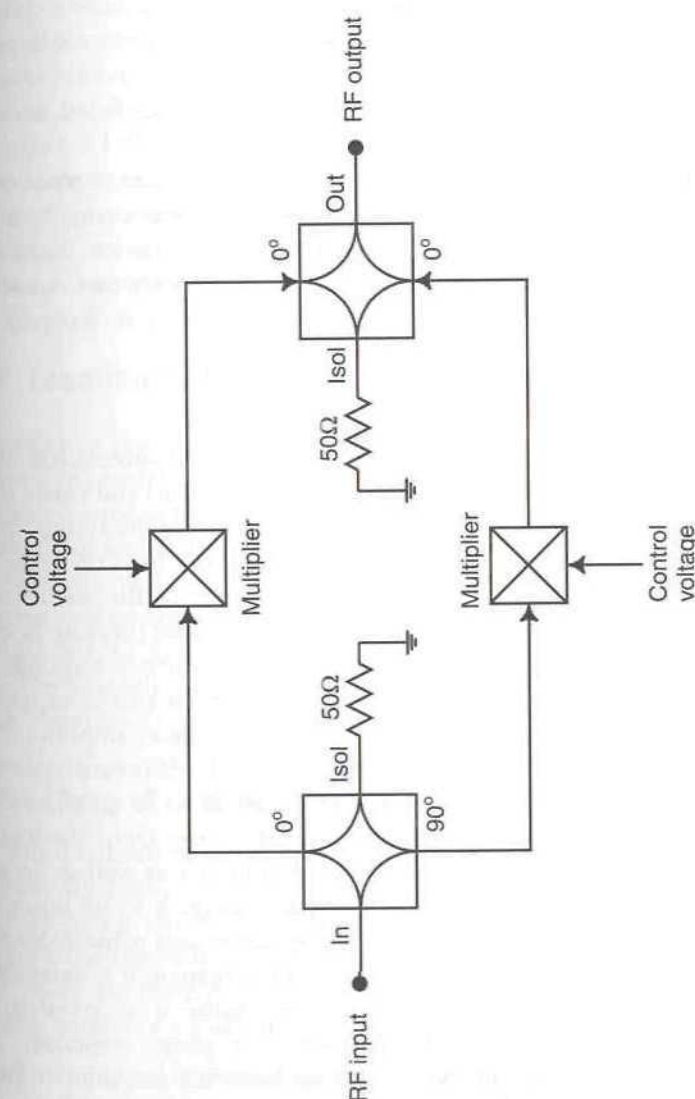 Control
voltage
Multiplier
0°
0°
In
Isol
50Ω
50Ω
Isol
Out
RF input
RF output
90°
0°
Multiplier
Control
voltage